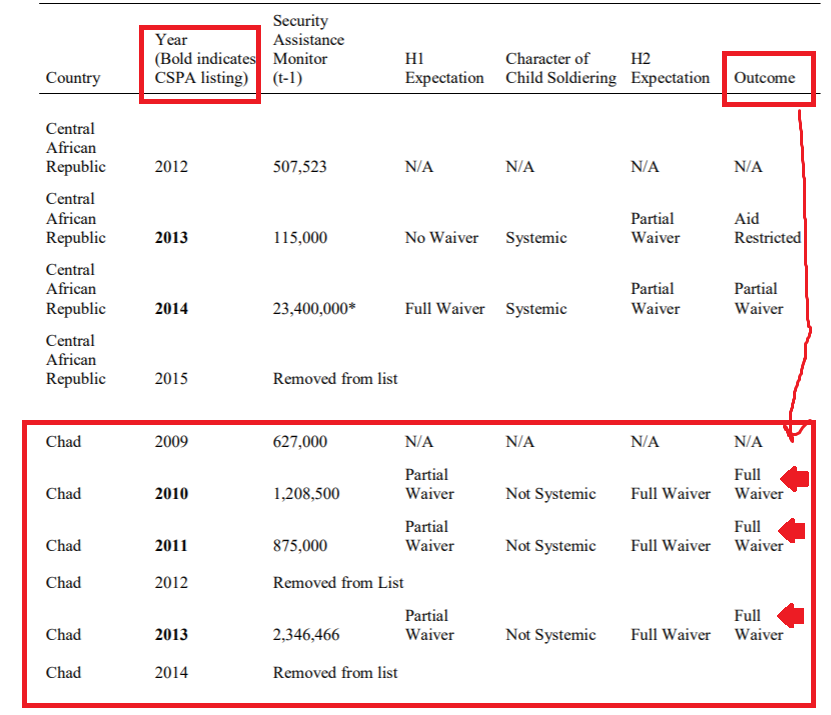 Country Year (Bold indicates CSPA listing) Security Assistance Monitor (t-1) H1 Expectation Character of Child Soldiering H2 Expectation Outcome
Central African Republic 2012 507,523 N/A N/A N/A N/A
Central African Republic 2013 115,000 No Waiver Systemic Partial Waiver Aid Restricted
Central African Republic 2014 23,400,000* Full Waiver Systemic Partial Waiver Partial Waiver
Central African Republic 2015 Removed from list
Chad 2009 627,000 N/A N/A N/A N/A
Chad 2010 1,208,500 Partial Waiver Not Systemic Full Waiver Full Waiver
Chad 2011 875,000 Partial Waiver Not Systemic Full Waiver Full Waiver
Chad 2012 Removed from List
Chad 2013 2,346,466 Partial Waiver Not Systemic Full Waiver Full Waiver
Chad 2014 Removed from list